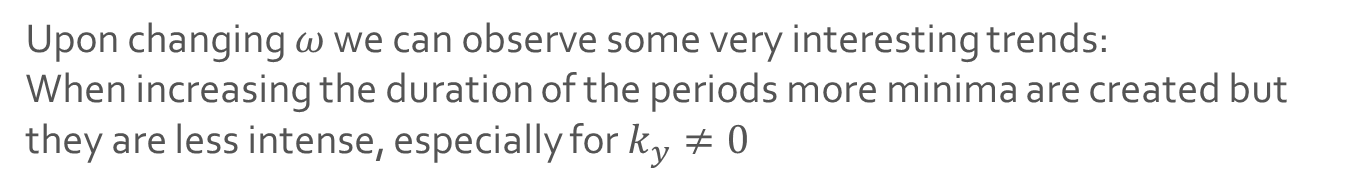 Upon changing ω we can observe some very interesting trends:
When increasing the duration of the periods more minima are created but
they are less intense, especially for k_y ≠ 0